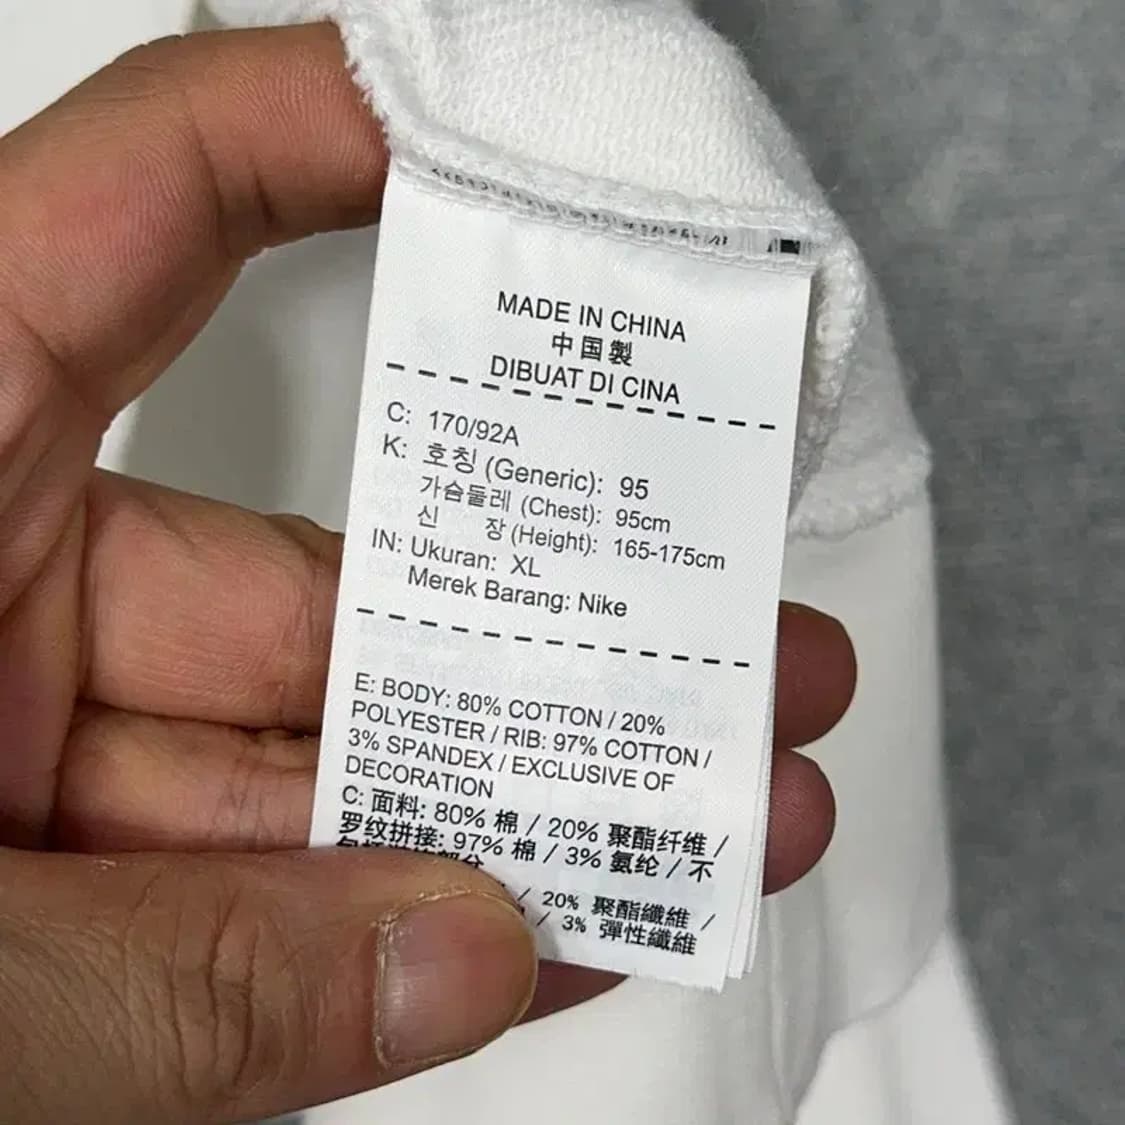 MADE IN CHINA
中国製
DIBUAT DI CINA
C: 170/92A
K: 호칭 (Generic): 95
가슴둘레 (Chest): 95cm
신 장 (Height): 165-175cm
IN: Ukuran: XL
Merek Barang: Nike
E: BODY: 80% COTTON / 20%
POLYESTER / RIB: 97% COTTON /
3% SPANDEX / EXCLUSIVE OF
DECORATION
C: 面料: 80% 棉 / 20% 聚酯纤维 /
罗纹拼接: 97% 棉 / 3% 氨纶 / 不
/ 20% 聚酯纖維 /
/ 3% 彈性纖維